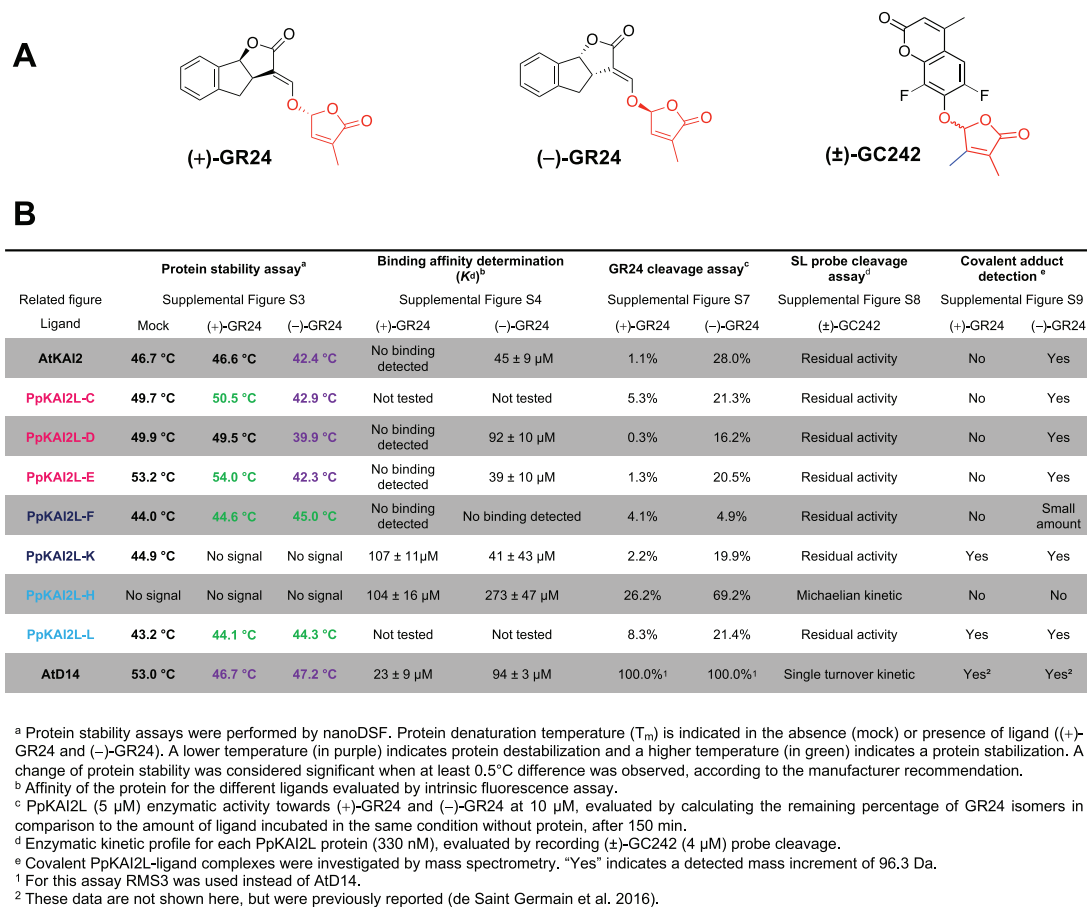 A
O
O
O
O
O
(+)-GR24
O
O
O
O
O
(−)-GR24
O
O
F
F
O
O
O
(±)-GC242
B
Protein stability assayᵃ
Binding affinity determination
(Kd)ᵇ
GR24 cleavage assayᶜ
SL probe cleavage
assayᵈ
Covalent adduct
detection ᵉ
Related figure Supplemental Figure S3 Supplemental Figure S4 Supplemental Figure S7 Supplemental Figure S8 Supplemental Figure S9
Ligand Mock (+)-GR24 (−)-GR24 (+)-GR24 (−)-GR24 (+)-GR24 (−)-GR24 (±)-GC242 (+)-GR24 (−)-GR24
AtKAI2 46.7 °C 46.6 °C 42.4 °C No binding detected 45 ± 9 µM 1.1% 28.0% Residual activity No Yes
PpKAI2L-C 49.7 °C 50.5 °C 42.9 °C Not tested Not tested 5.3% 21.3% Residual activity No Yes
PpKAI2L-D 49.9 °C 49.5 °C 39.9 °C No binding detected 92 ± 10 µM 0.3% 16.2% Residual activity No Yes
PpKAI2L-E 53.2 °C 54.0 °C 42.3 °C No binding detected 39 ± 10 µM 1.3% 20.5% Residual activity No Yes
PpKAI2L-F 44.0 °C 44.6 °C 45.0 °C No binding detected No binding detected 4.1% 4.9% Residual activity No Small amount
PpKAI2L-K 44.9 °C No signal No signal 107 ± 11µM 41 ± 43 µM 2.2% 19.9% Residual activity Yes Yes
PpKAI2L-H No signal No signal No signal 104 ± 16 µM 273 ± 47 µM 26.2% 69.2% Michaelian kinetic No No
PpKAI2L-L 43.2 °C 44.1 °C 44.3 °C Not tested Not tested 8.3% 21.4% Residual activity Yes Yes
AtD14 53.0 °C 46.7 °C 47.2 °C 23 ± 9 µM 94 ± 3 µM 100.0%¹ 100.0%¹ Single turnover kinetic Yes² Yes²
ᵃ Protein stability assays were performed by nanoDSF. Protein denaturation temperature (Tₘ) is indicated in the absence (mock) or presence of ligand ((+)-
GR24 and (–)-GR24). A lower temperature (in purple) indicates protein destabilization and a higher temperature (in green) indicates a protein stabilization. A
change of protein stability was considered significant when at least 0.5°C difference was observed, according to the manufacturer recommendation.
ᵇ Affinity of the protein for the different ligands evaluated by intrinsic fluorescence assay.
ᶜ PpKAI2L (5 µM) enzymatic activity towards (+)-GR24 and (–)-GR24 at 10 µM, evaluated by calculating the remaining percentage of GR24 isomers in
comparison to the amount of ligand incubated in the same condition without protein, after 150 min.
ᵈ Enzymatic kinetic profile for each PpKAI2L protein (330 nM), evaluated by recording (±)-GC242 (4 µM) probe cleavage.
ᵉ Covalent PpKAI2L-ligand complexes were investigated by mass spectrometry. “Yes” indicates a detected mass increment of 96.3 Da.
¹ For this assay RMS3 was used instead of AtD14.
² These data are not shown here, but were previously reported (de Saint Germain et al. 2016).